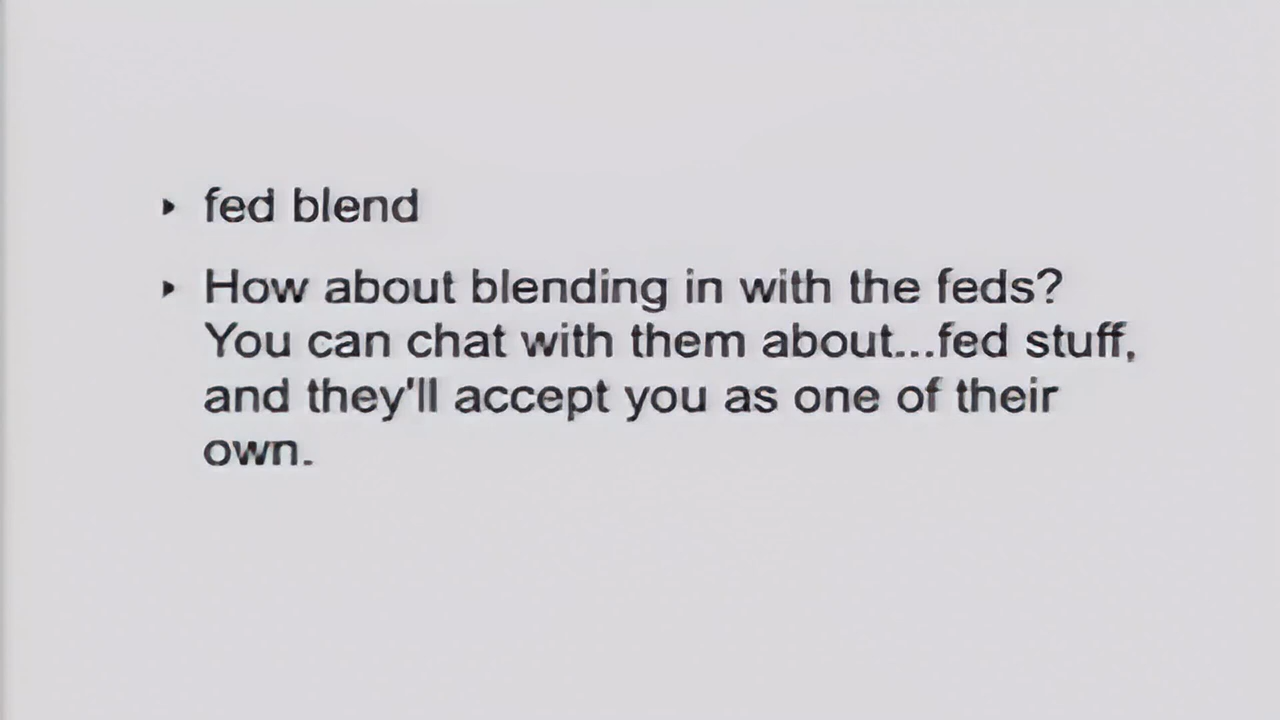 fed blend
How about blending in with the feds?
You can chat with them about...fed stuff,
and they'll accept you as one of their
own.